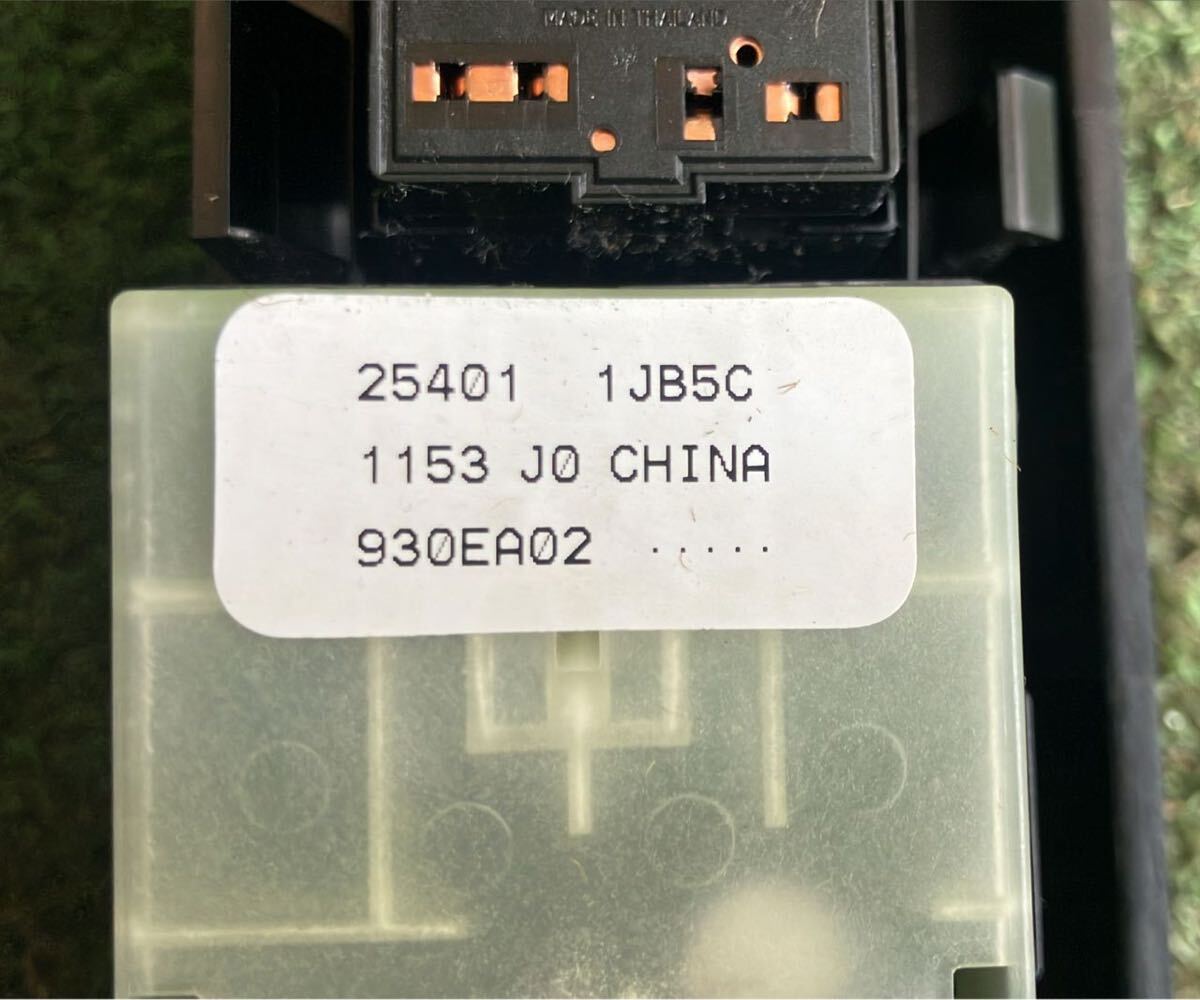 MADE IN THAILAND
25401 1JB5C
1153 J0 CHINA
930EA02 .....